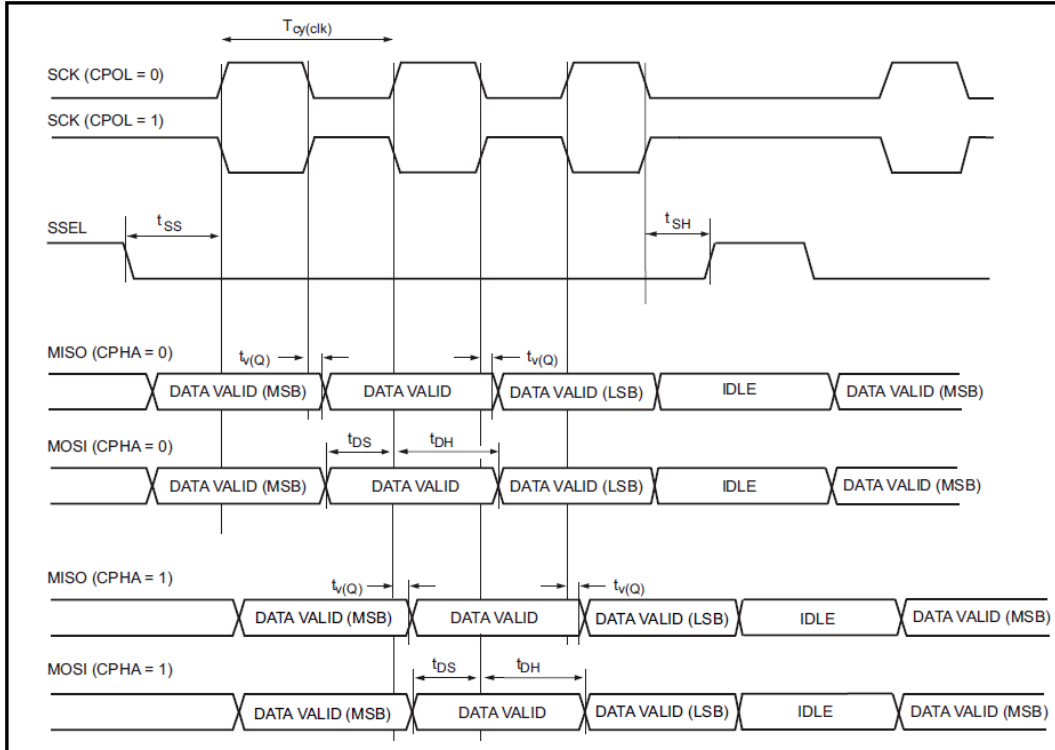 Tcy(clk)
SCK (CPOL = 0)
SCK (CPOL = 1)
SSEL
tSS
tSH
MISO (CPHA = 0)
tv(Q)
tv(Q)
DATA VALID (MSB) DATA VALID DATA VALID (LSB) IDLE DATA VALID (MSB)
MOSI (CPHA = 0)
tDS tDH
DATA VALID (MSB) DATA VALID DATA VALID (LSB) IDLE DATA VALID (MSB)
MISO (CPHA = 1)
tv(Q)
tv(Q)
DATA VALID (MSB) DATA VALID DATA VALID (LSB) IDLE DATA VALID (MSB)
MOSI (CPHA = 1)
tDS tDH
DATA VALID (MSB) DATA VALID DATA VALID (LSB) IDLE DATA VALID (MSB)